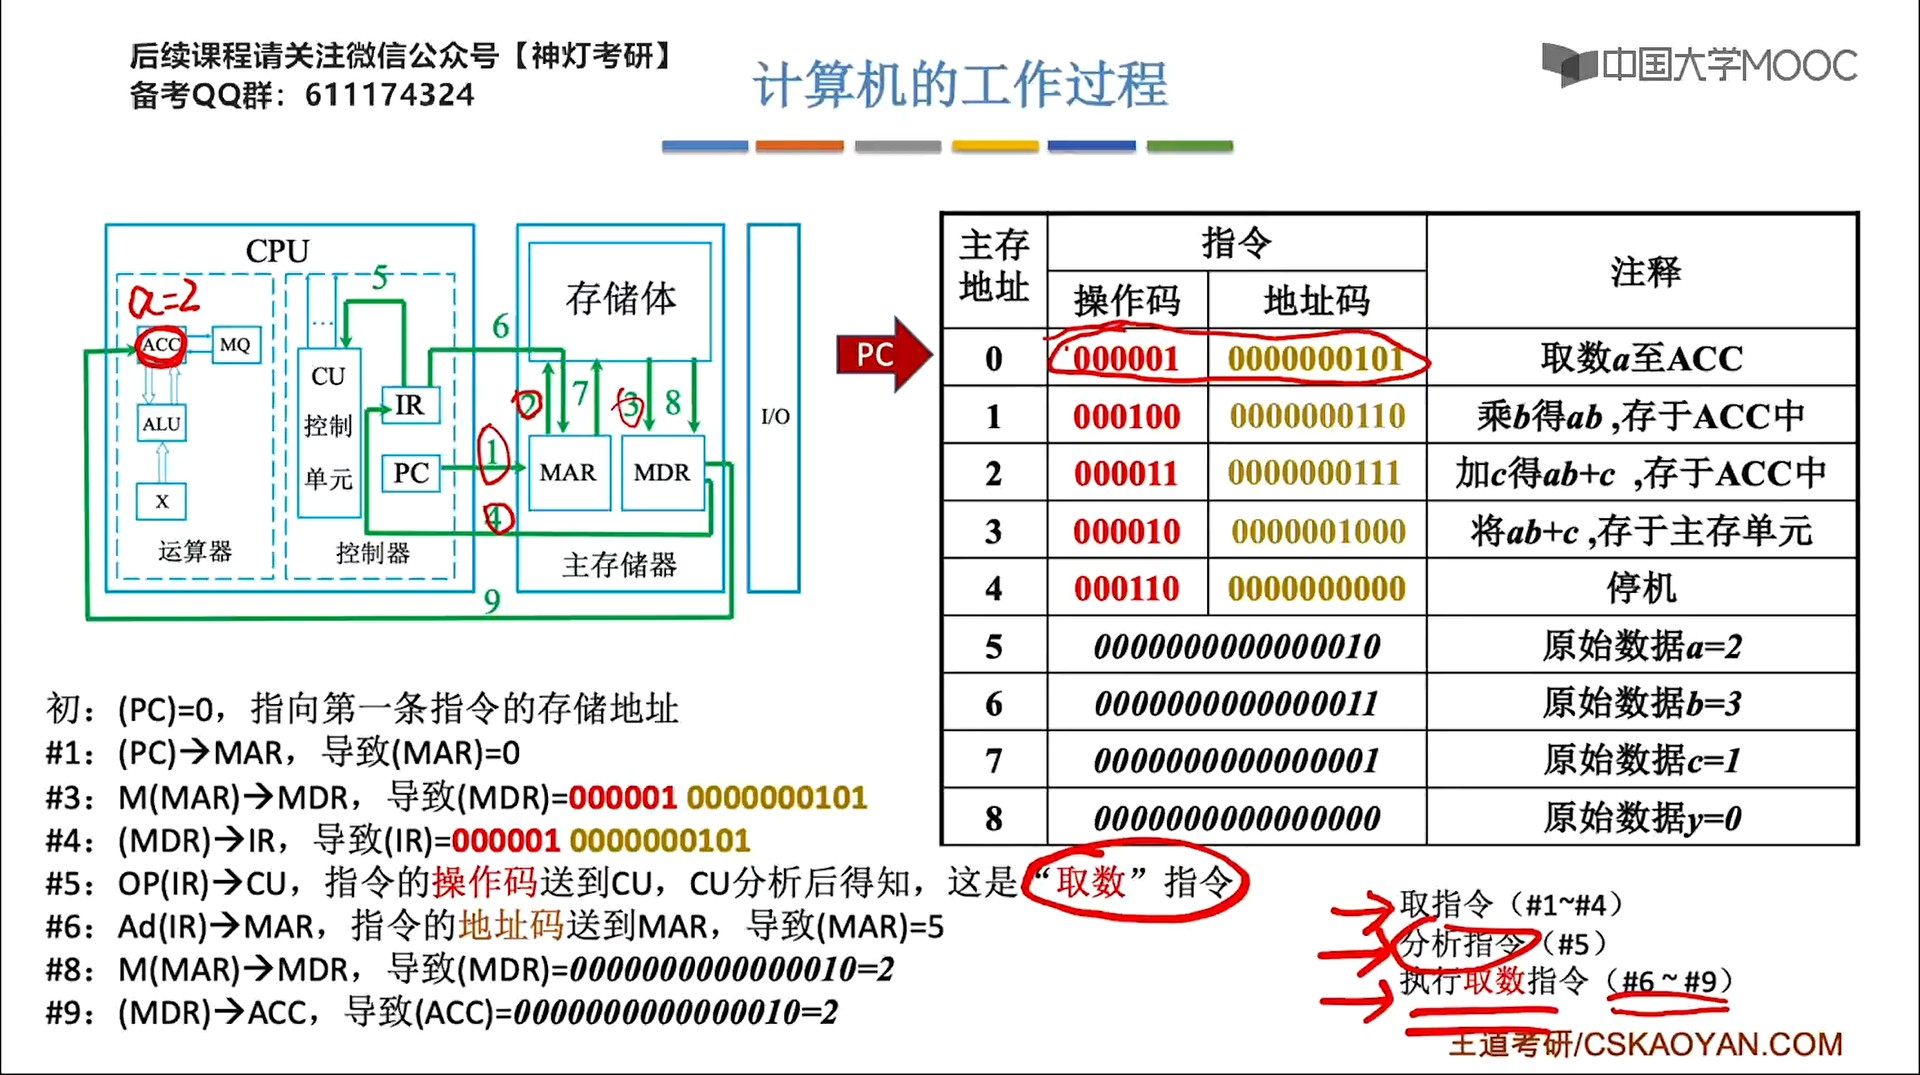 后续课程请关注微信公众号【神灯考研】
备考QQ群：611174324
计算机的工作过程
中国大学MOOC
CPU
a=2
ACC
MQ
ALU
X
运算器
5
...
CU
控制
单元
IR
PC
控制器
6
1
4
9
存储体
2
7
3
8
MAR
MDR
主存储器
I/O
PC
主存地址 指令 注释
操作码 地址码
0 000001 0000000101 取数a至ACC
1 000100 0000000110 乘b得ab ,存于ACC中
2 000011 0000000111 加c得ab+c ,存于ACC中
3 000010 0000001000 将ab+c ,存于主存单元
4 000110 0000000000 停机
5 0000000000000010 原始数据a=2
6 0000000000000011 原始数据b=3
7 0000000000000001 原始数据c=1
8 0000000000000000 原始数据y=0
初：(PC)=0，指向第一条指令的存储地址
#1：(PC)→MAR，导致(MAR)=0
#3：M(MAR)→MDR，导致(MDR)=000001 0000000101
#4：(MDR)→IR，导致(IR)=000001 0000000101
#5：OP(IR)→CU，指令的操作码送到CU，CU分析后得知，这是“取数”指令
#6：Ad(IR)→MAR，指令的地址码送到MAR，导致(MAR)=5
#8：M(MAR)→MDR，导致(MDR)=0000000000000010=2
#9：(MDR)→ACC，导致(ACC)=0000000000000010=2
取指令（#1~#4）
分析指令（#5）
执行取数指令（#6 ~ #9）
王道考研/CSKAOYAN.COM